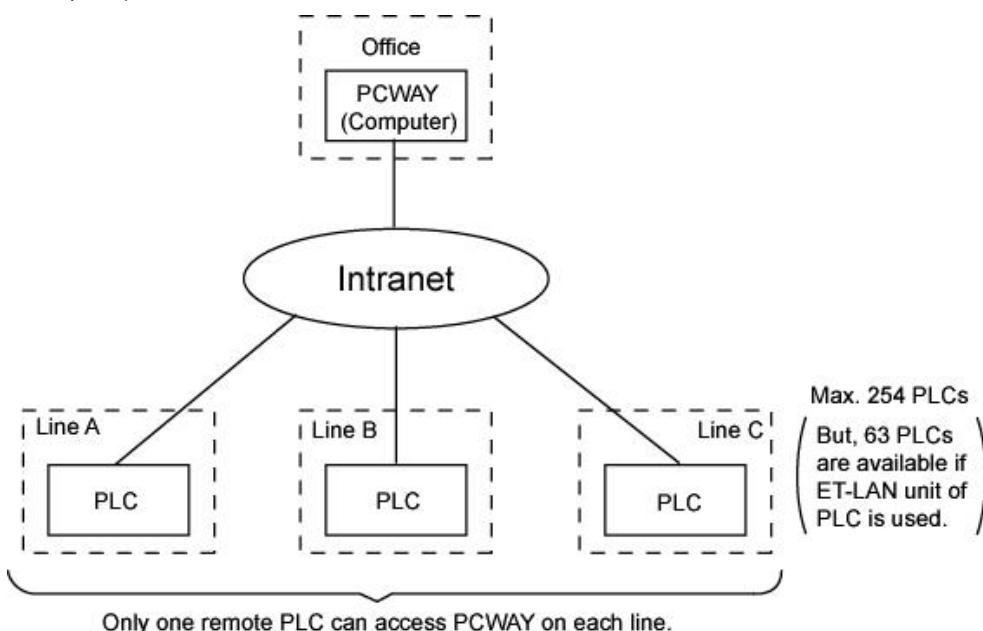 Office
PCWAY
(Computer)
Intranet
Line A
PLC
Line B
PLC
Line C
PLC
Max. 254 PLCs
But, 63 PLCs
are available if
ET-LAN unit of
PLC is used.
Only one remote PLC can access PCWAY on each line.